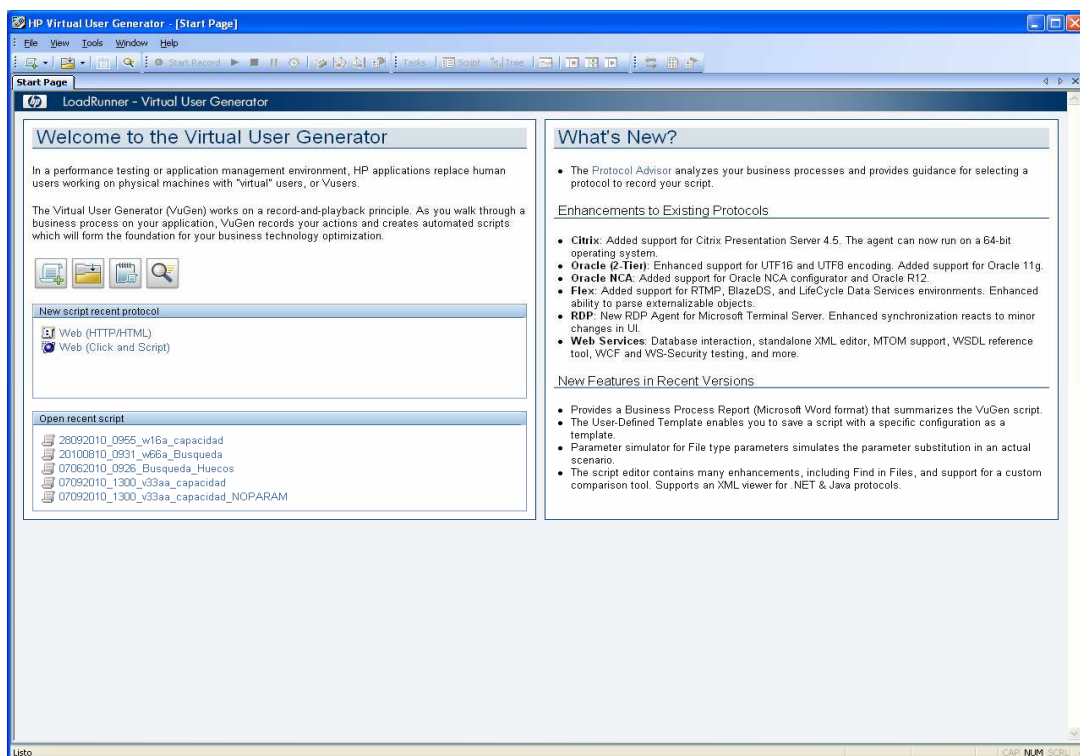 HP Virtual User Generator - [Start Page]
File View Tools Window Help
Start Record Tasks Script Tree
Start Page
hp LoadRunner - Virtual User Generator
Welcome to the Virtual User Generator
In a performance testing or application management environment, HP applications replace human
users working on physical machines with "virtual" users, or Vusers.
The Virtual User Generator (VuGen) works on a record-and-playback principle. As you walk through a
business process on your application, VuGen records your actions and creates automated scripts
which will form the foundation for your business technology optimization.
New script recent protocol
Web (HTTP/HTML)
Web (Click and Script)
Open recent script
28092010_0955_w16a_capacidad
20100810_0931_w66a_Busqueda
07062010_0926_Busqueda_Huecos
07092010_1300_v33aa_capacidad
07092010_1300_v33aa_capacidad_NOPARAM
What's New?
• The Protocol Advisor analyzes your business processes and provides guidance for selecting a
protocol to record your script.
Enhancements to Existing Protocols
• Citrix: Added support for Citrix Presentation Server 4.5. The agent can now run on a 64-bit
operating system.
• Oracle (2-Tier): Enhanced support for UTF16 and UTF8 encoding. Added support for Oracle 11g.
• Oracle NCA: Added support for OraclD NCA configurator and Oracle R12.
• Flex: Added support for RTMP, BlazeDS, and LifeCycle Data Services environments. Enhanced
ability to parse externalizable objects.
• RDP: New RDP Agent for Microsoft Terminal Server. Enhanced synchronization reacts to minor
changes in UI.
• Web Services: Database interaction, standalone XML editor, MTOM support, WSDL reference
tool, WCF and WS-Security testing, and more.
New Features in Recent Versions
• Provides a Business Process Report (Microsoft Word format) that summarizes the VuGen script.
• The User-Defined Template enables you to save a script with a specific configuration as a
template.
• Parameter simulator for File type parameters simulates the parameter substitution in an actual
scenario.
• The script editor contains many enhancements, including Find in Files, and support for a custom
comparison tool. Supports an XML viewer for .NET & Java protocols.
Listo CAP NUM SCRL